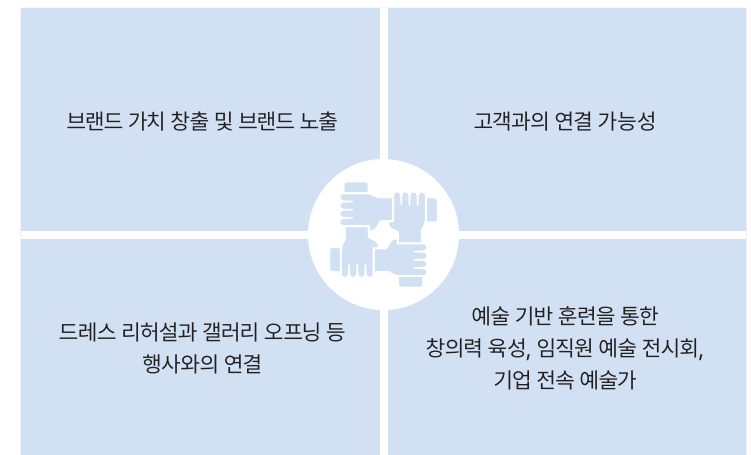 브랜드 가치 창출 및 브랜드 노출
고객과의 연결 가능성
드레스 리허설과 갤러리 오프닝 등
행사와의 연결
예술 기반 훈련을 통한
창의력 육성, 임직원 예술 전시회,
기업 전속 예술가